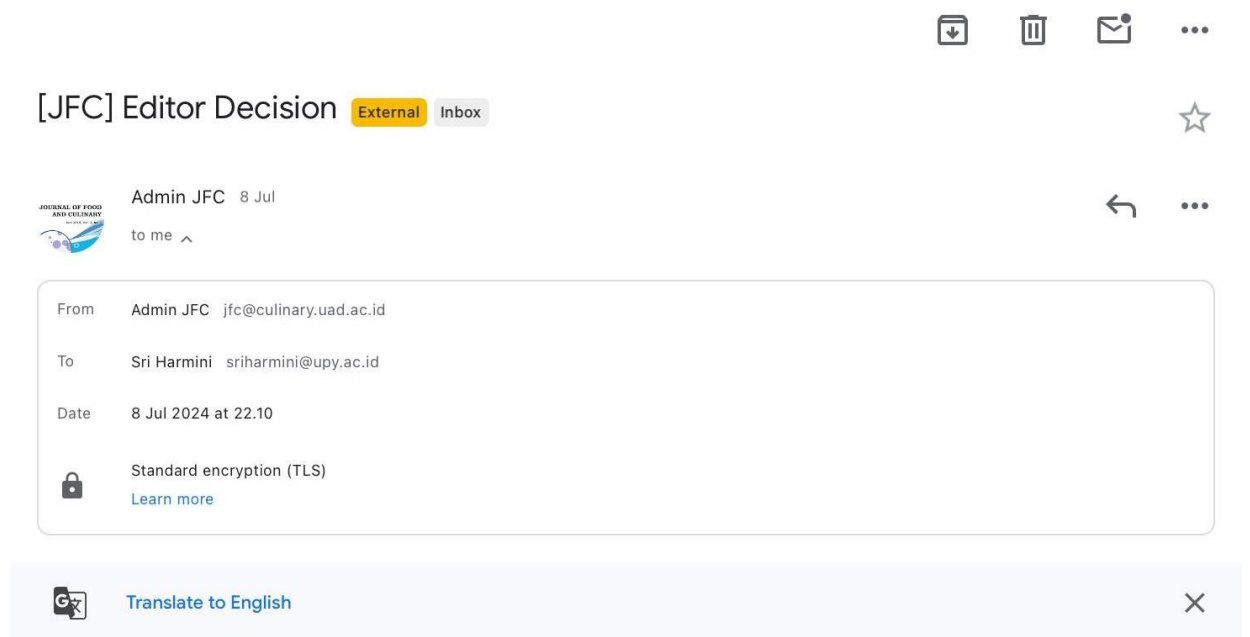 [JFC] Editor Decision External Inbox
Admin JFC 8 Jul
JOURNAL OF FOOD
AND CULINARY
to me
From Admin JFC jfc@culinary.uad.ac.id
To Sri Harmini sriharmini@upy.ac.id
Date 8 Jul 2024 at 22.10
Standard encryption (TLS)
Learn more
Translate to English